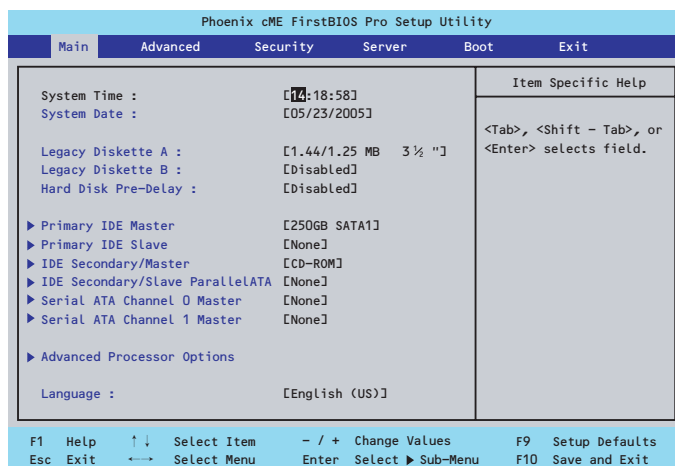 Phoenix cME FirstBIOS Pro Setup Utility
Main Advanced Security Server Boot Exit
Item Specific Help
<Tab>, <Shift - Tab>, or
<Enter> selects field.
System Time : [14:18:58]
System Date : [05/23/2005]
Legacy Diskette A : [1.44/1.25 MB 3½ "]
Legacy Diskette B : [Disabled]
Hard Disk Pre-Delay : [Disabled]
▶ Primary IDE Master [250GB SATA1]
▶ Primary IDE Slave [None]
▶ IDE Secondary/Master [CD-ROM]
▶ IDE Secondary/Slave ParallelATA [None]
▶ Serial ATA Channel 0 Master [None]
▶ Serial ATA Channel 1 Master [None]
▶ Advanced Processor Options
Language : [English (US)]
F1 Help ↑↓ Select Item - / + Change Values F9 Setup Defaults
Esc Exit ←→ Select Menu Enter Select ▶ Sub-Menu F10 Save and Exit